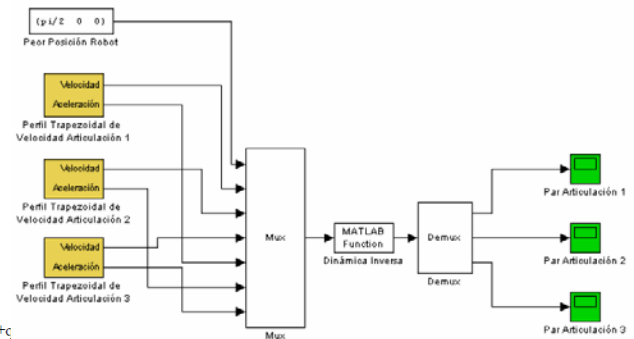 (pi/2 0 0)
Peor Posición Robot
Velocidad
Aceleración
Perfil Trapezoidal de
Velocidad Articulación 1
Velocidad
Aceleración
Perfil Trapezoidal de
Velocidad Articulación 2
Velocidad
Aceleración
Perfil Trapezoidal de
Velocidad Articulación 3
Mux
Mux
MATLAB
Function
Dinámica Inversa
Demux
Demux
Par Articulación 1
Par Articulación 2
Par Articulación 3